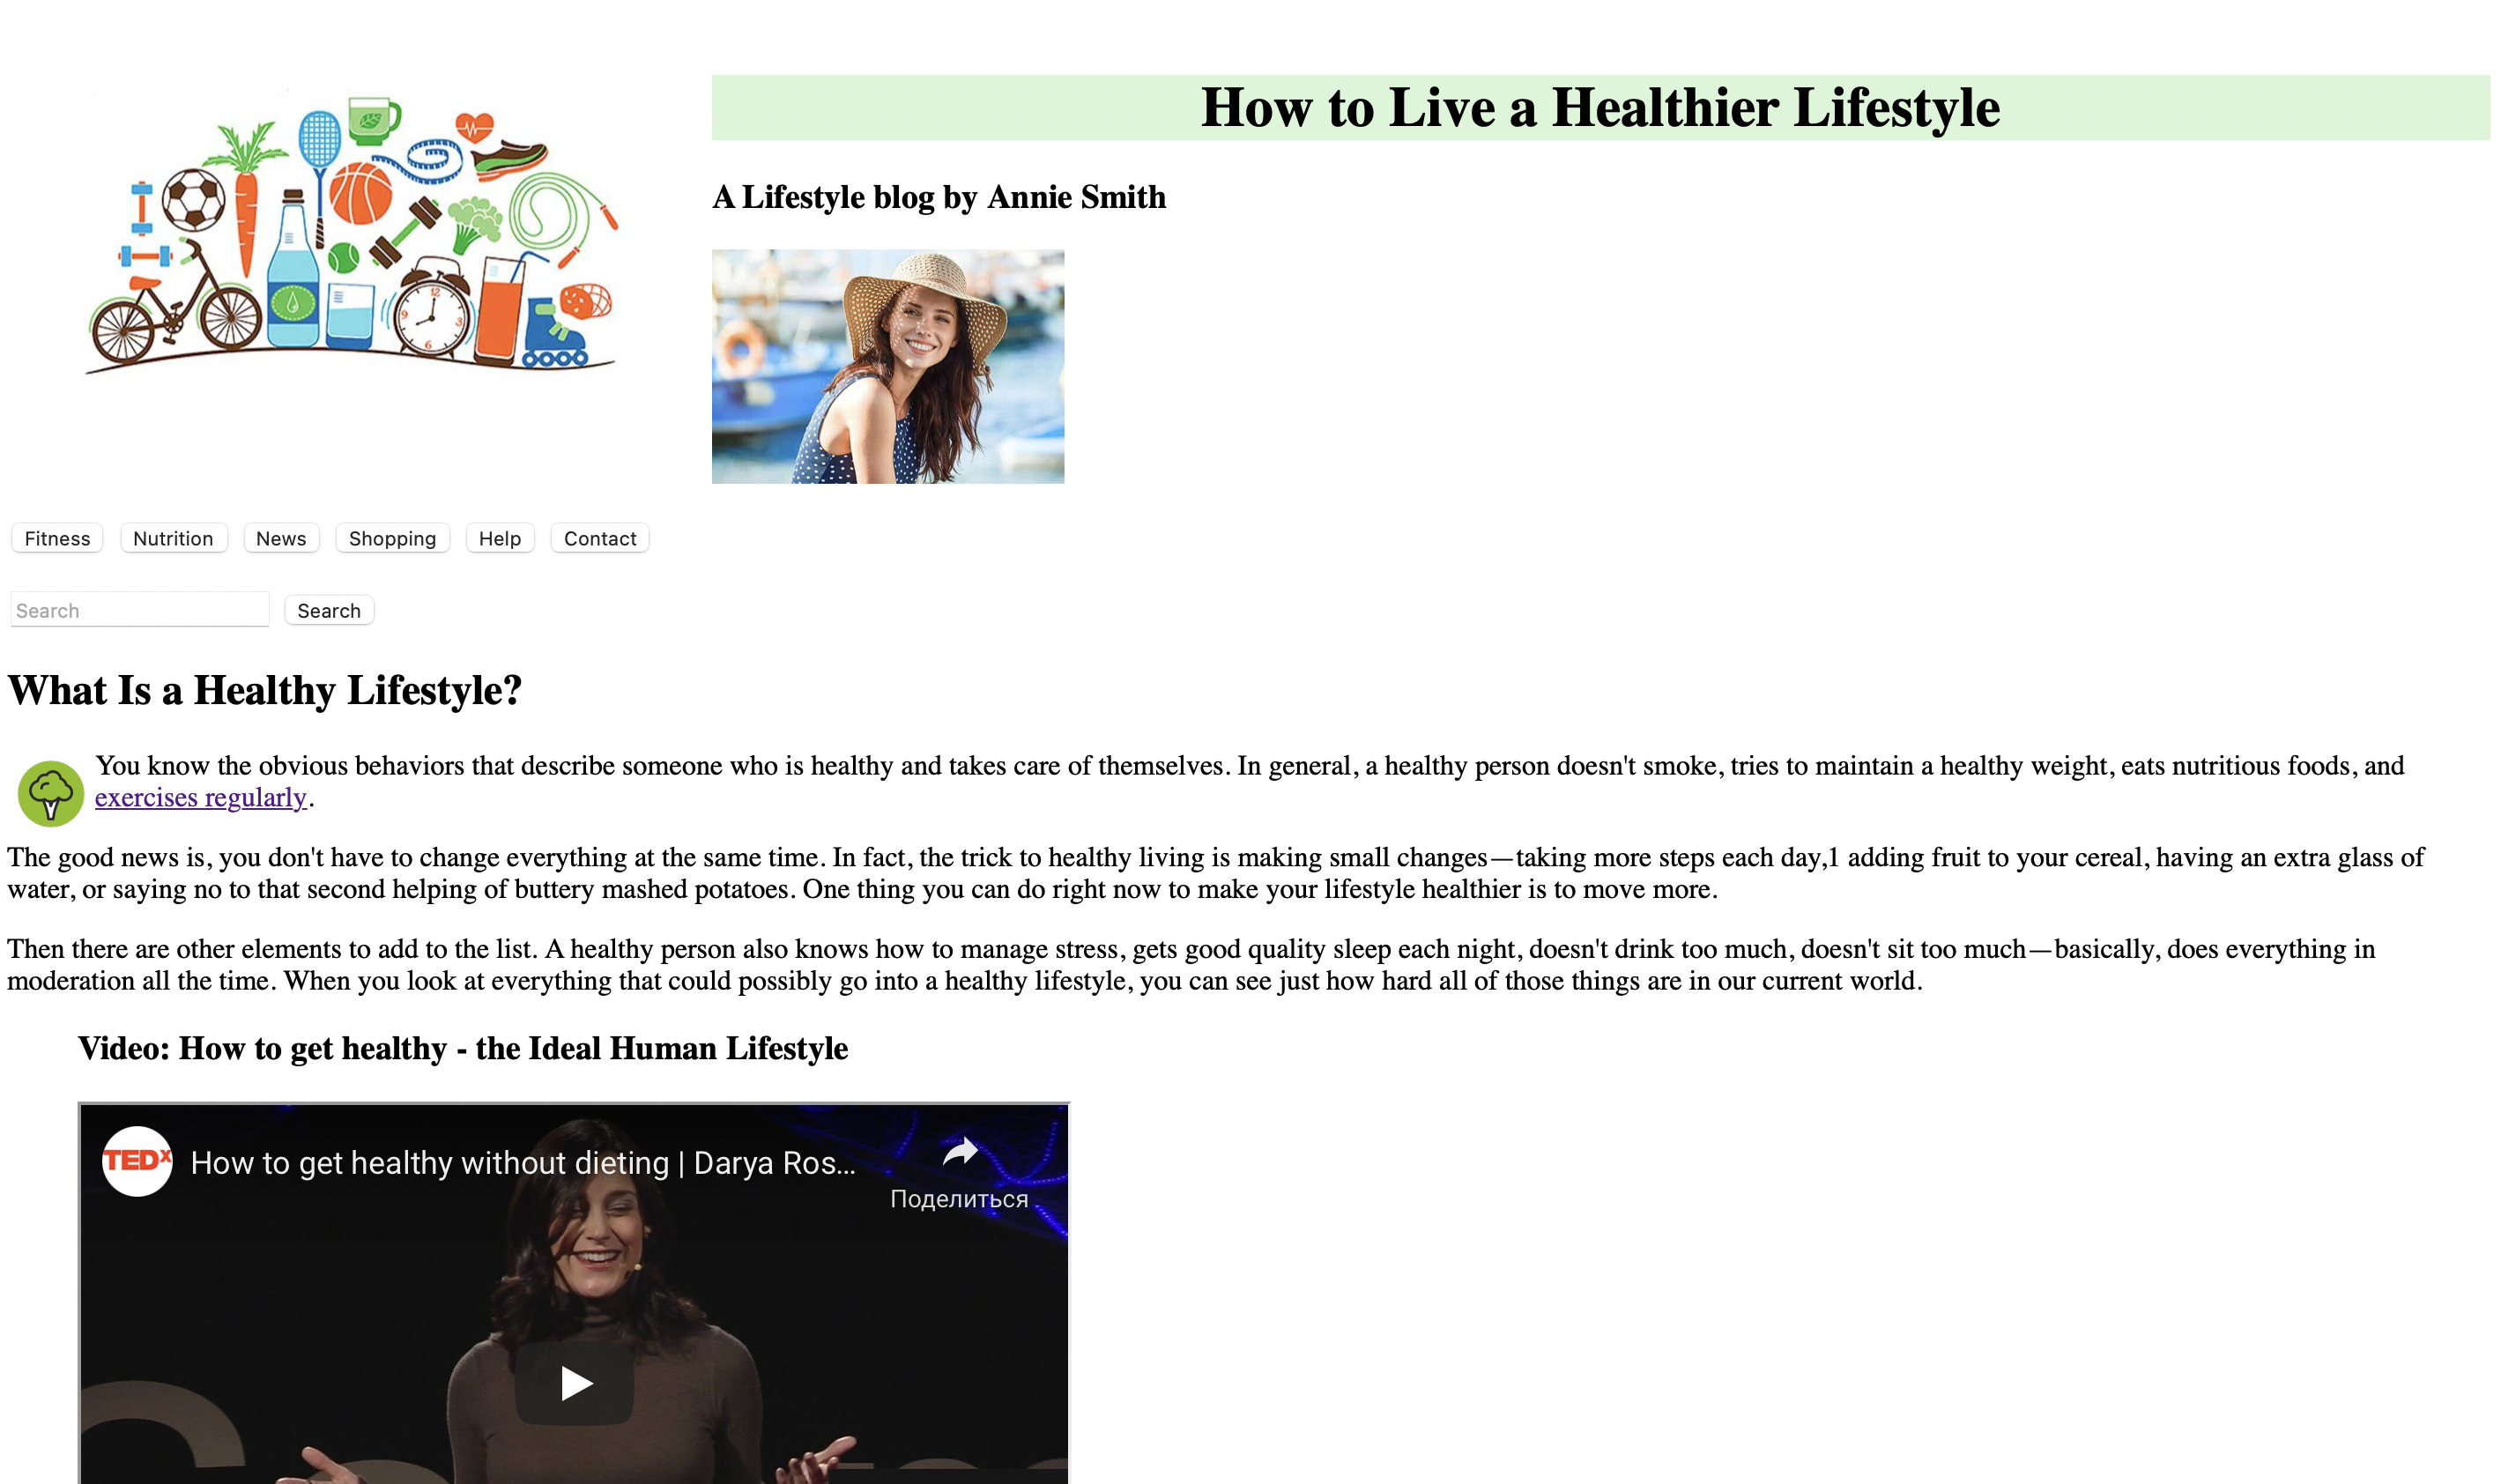 How to Live a Healthier Lifestyle
A Lifestyle blog by Annie Smith
12
9
3
6
Fitness
Nutrition
News
Shopping
Help
Contact
Search
Search
What Is a Healthy Lifestyle?
You know the obvious behaviors that describe someone who is healthy and takes care of themselves. In general, a healthy person doesn't smoke, tries to maintain a healthy weight, eats nutritious foods, and
exercises regularly.
The good news is, you don't have to change everything at the same time. In fact, the trick to healthy living is making small changes—taking more steps each day,1 adding fruit to your cereal, having an extra glass of
water, or saying no to that second helping of buttery mashed potatoes. One thing you can do right now to make your lifestyle healthier is to move more.
Then there are other elements to add to the list. A healthy person also knows how to manage stress, gets good quality sleep each night, doesn't drink too much, doesn't sit too much—basically, does everything in
moderation all the time. When you look at everything that could possibly go into a healthy lifestyle, you can see just how hard all of those things are in our current world.
Video: How to get healthy - the Ideal Human Lifestyle
TEDx
How to get healthy without dieting | Darya Ros...
Поделиться